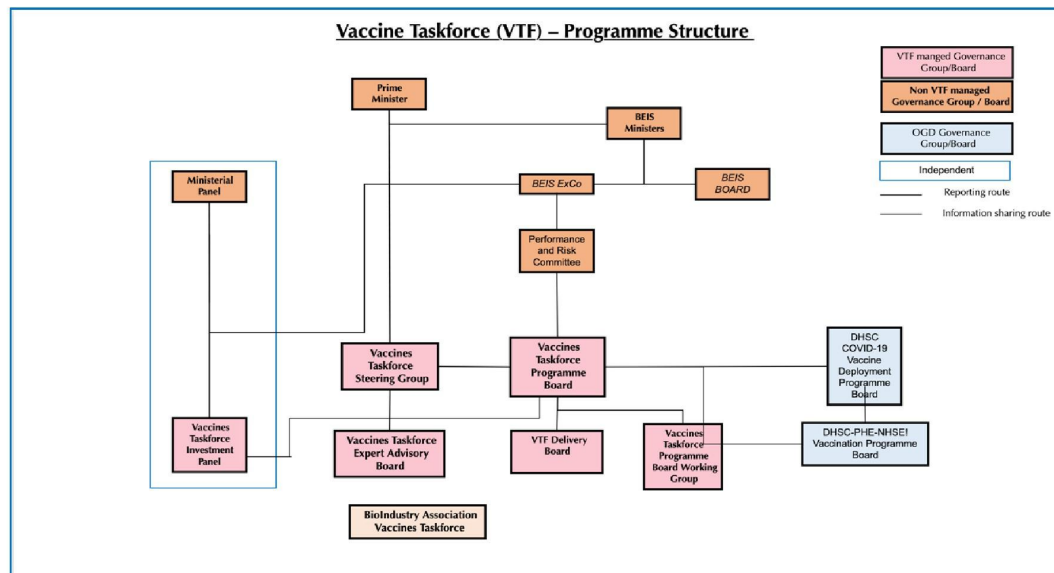 Vaccine Taskforce (VTF) – Programme Structure
VTF manged Governance
Group/Board
Non VTF managed
Governance Group / Board
OGD Governance
Group/Board
Independent
Reporting route
Information sharing route
Prime
Minister
BEIS
Ministers
Ministerial
Panel
BEIS ExCo
BEIS
BOARD
Performance
and Risk
Committee
Vaccines
Taskforce
Steering Group
Vaccines
Taskforce
Programme
Board
DHSC
COVID-19
Vaccine
Deployment
Programme
Board
Vaccines
Taskforce
Investment
Panel
Vaccines Taskforce
Expert Advisory
Board
VTF Delivery
Board
Vaccines
Taskforce
Programme
Board Working
Group
DHSC-PHE-NHSEI
Vaccination Programme
Board
BioIndustry Association
Vaccines Taskforce